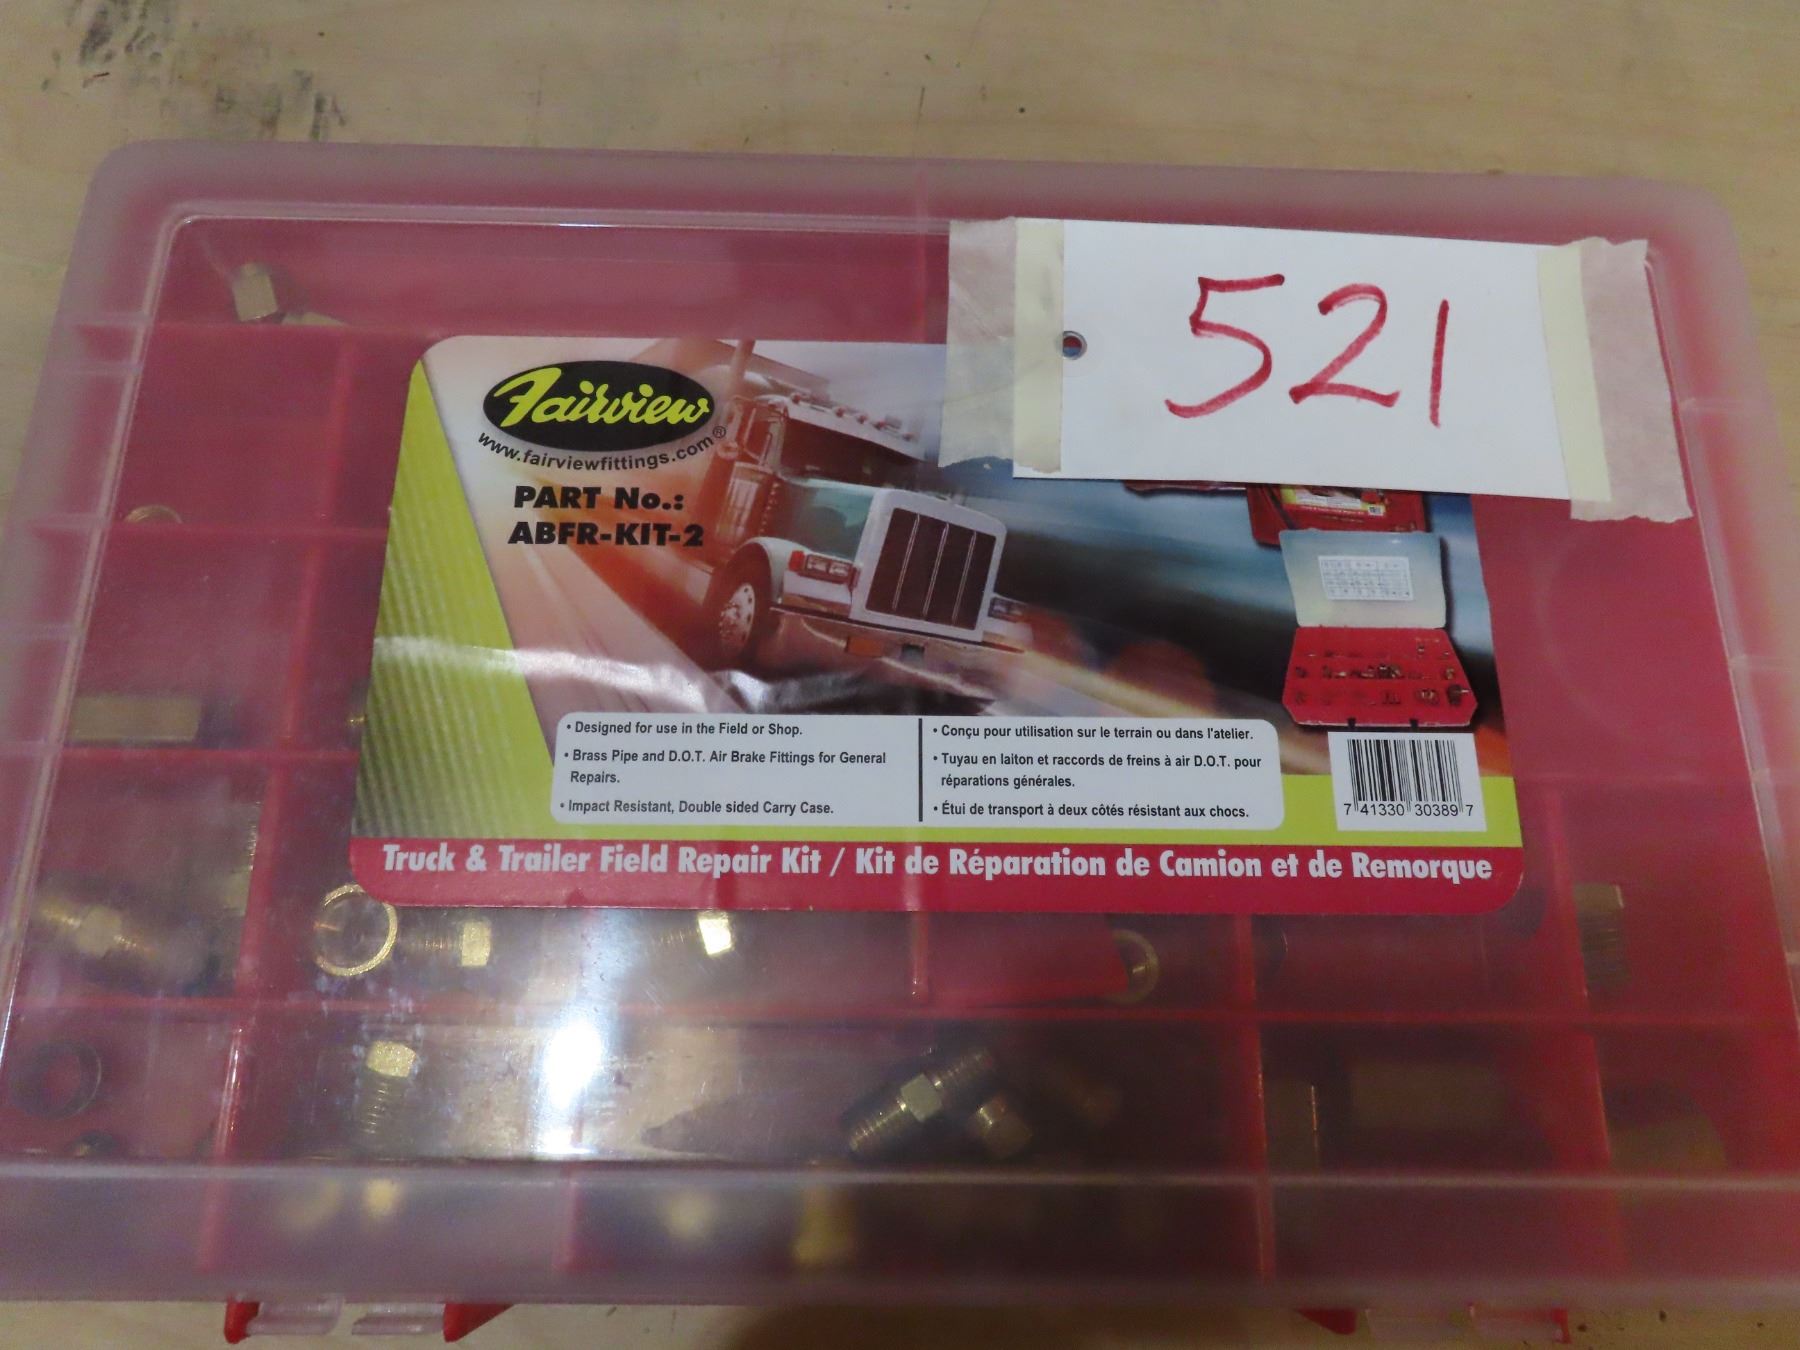 521
Fairview®
www.fairviewfittings.com
PART No.:
ABFR-KIT-2
• Designed for use in the Field or Shop.
• Brass Pipe and D.O.T. Air Brake Fittings for General
Repairs.
• Impact Resistant, Double sided Carry Case.
• Conçu pour utilisation sur le terrain ou dans l'atelier.
• Tuyau en laiton et raccords de freins à air D.O.T. pour
réparations générales.
• Étui de transport à deux côtés résistant aux chocs.
7 41330 30389 7
Truck & Trailer Field Repair Kit / Kit de Réparation de Camion et de Remorque